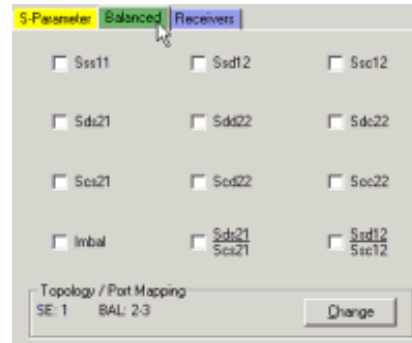 S-Parameter Balanced Receivers
Sss11 Ssd12 Ssc12
Sds21 Sdd22 Sdc22
Scs21 Scd22 Scc22
Imbal Sds21 Ssd12
Scs21 Ssc12
Topology / Port Mapping
SE: 1 BAL: 2-3 Change